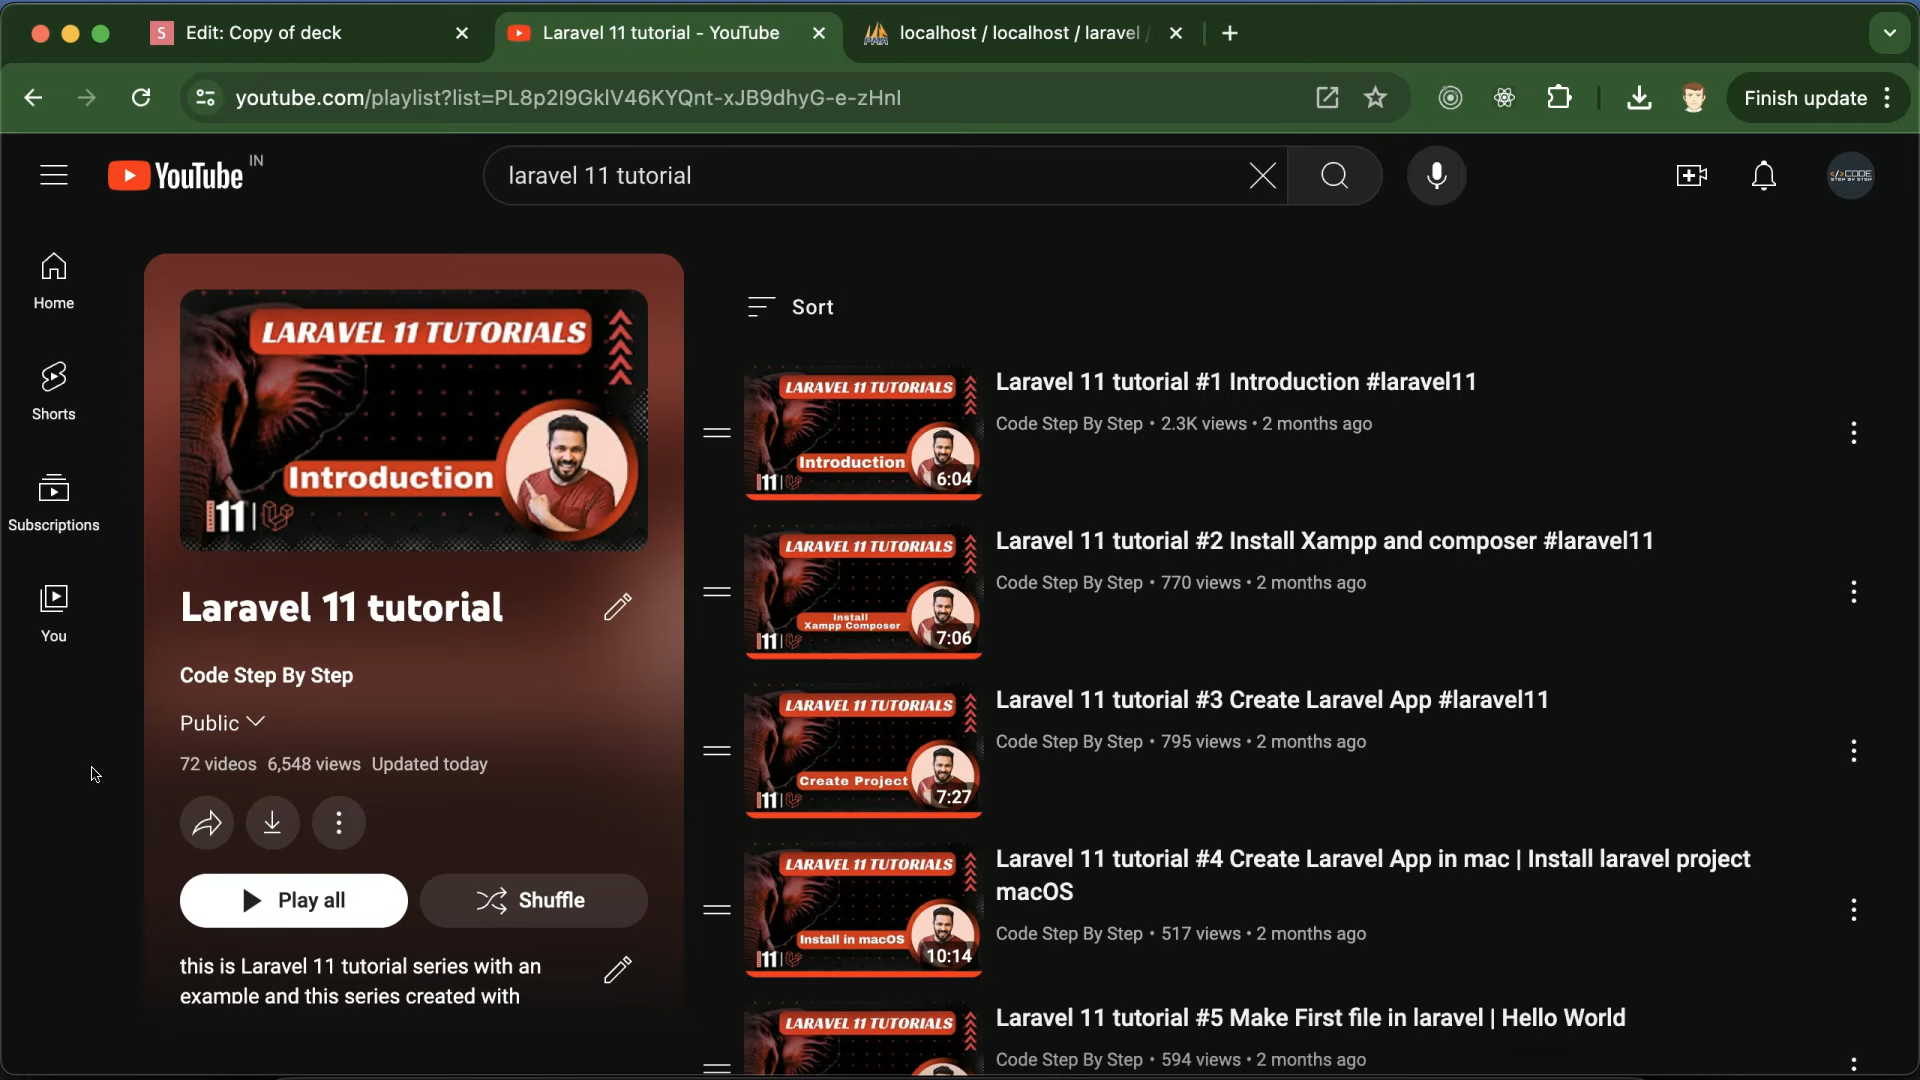 S Edit: Copy of deck
Laravel 11 tutorial - YouTube
localhost / localhost / laravel
youtube.com/playlist?list=PL8p2I9GklV46KYQnt-xJB9dhyG-e-zHnI
Finish update
YouTube IN
laravel 11 tutorial
</>CODE
STEP BY STEP
Home
Shorts
Subscriptions
You
LARAVEL 11 TUTORIALS
Introduction
11
Laravel 11 tutorial
Code Step By Step
Public
72 videos 6,548 views Updated today
Play all
Shuffle
this is Laravel 11 tutorial series with an
example and this series created with
Sort
LARAVEL 11 TUTORIALS
Introduction
11
6:04
Laravel 11 tutorial #1 Introduction #laravel11
Code Step By Step • 2.3K views • 2 months ago
LARAVEL 11 TUTORIALS
Install
Xampp Composer
11
7:06
Laravel 11 tutorial #2 Install Xampp and composer #laravel11
Code Step By Step • 770 views • 2 months ago
LARAVEL 11 TUTORIALS
Create Project
11
7:27
Laravel 11 tutorial #3 Create Laravel App #laravel11
Code Step By Step • 795 views • 2 months ago
LARAVEL 11 TUTORIALS
Install in macOS
11
10:14
Laravel 11 tutorial #4 Create Laravel App in mac | Install laravel project
macOS
Code Step By Step • 517 views • 2 months ago
LARAVEL 11 TUTORIALS
Laravel 11 tutorial #5 Make First file in laravel | Hello World
Code Step By Step • 594 views • 2 months ago